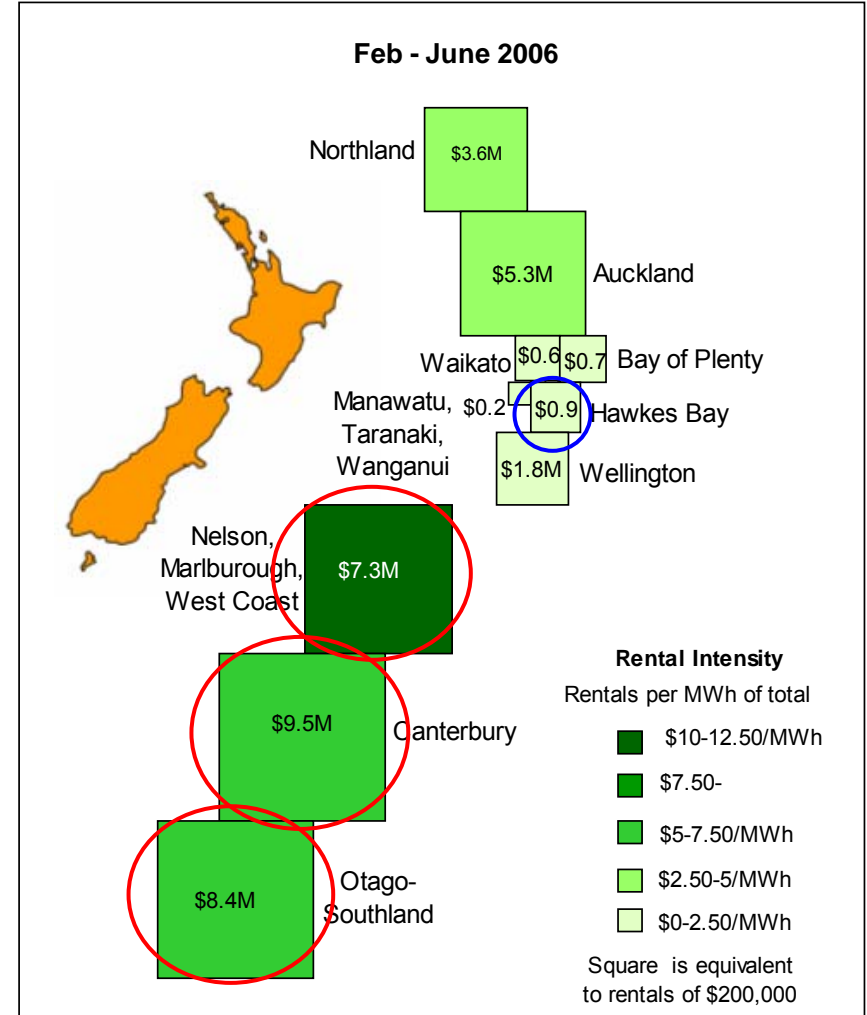 Feb - June 2006
Northland
$3.6M
$5.3M
Auckland
Waikato
$0.6
$0.7
Bay of Plenty
Manawatu,
Taranaki,
Wanganui
$0.2
$0.9
Hawkes Bay
$1.8M
Wellington
Nelson,
Marlburough,
West Coast
$7.3M
$9.5M
Canterbury
$8.4M
Otago-
Southland
Rental Intensity
Rentals per MWh of total
$10-12.50/MWh
$7.50-
$5-7.50/MWh
$2.50-5/MWh
$0-2.50/MWh
Square is equivalent
to rentals of $200,000